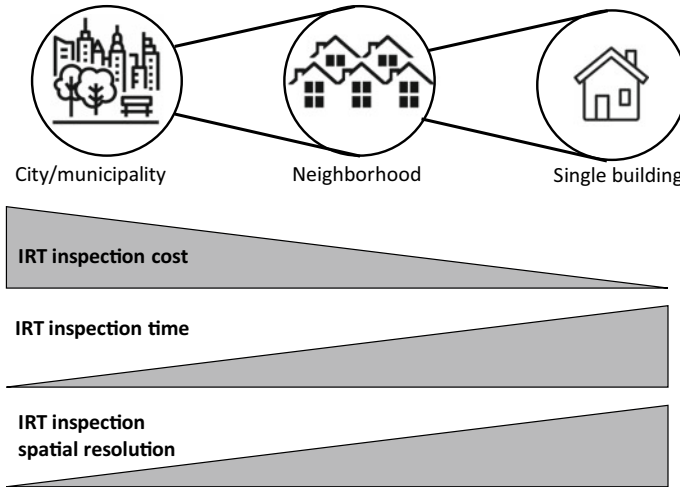 City/municipality
Neighborhood
Single building
IRT inspection cost
IRT inspection time
IRT inspection
spatial resolution